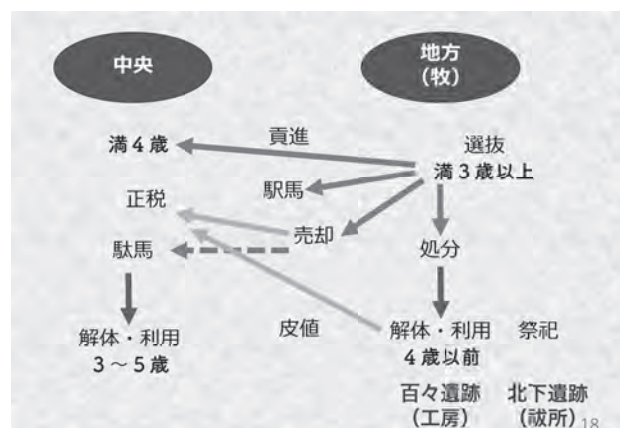 中央
地方
（牧）
満４歳
貢進
選抜
満３歳以上
駅馬
正税
売却
駄馬
処分
解体・利用
３～５歳
皮値
解体・利用
４歳以前
祭祀
百々遺跡
（工房）
北下遺跡
（祓所）
18